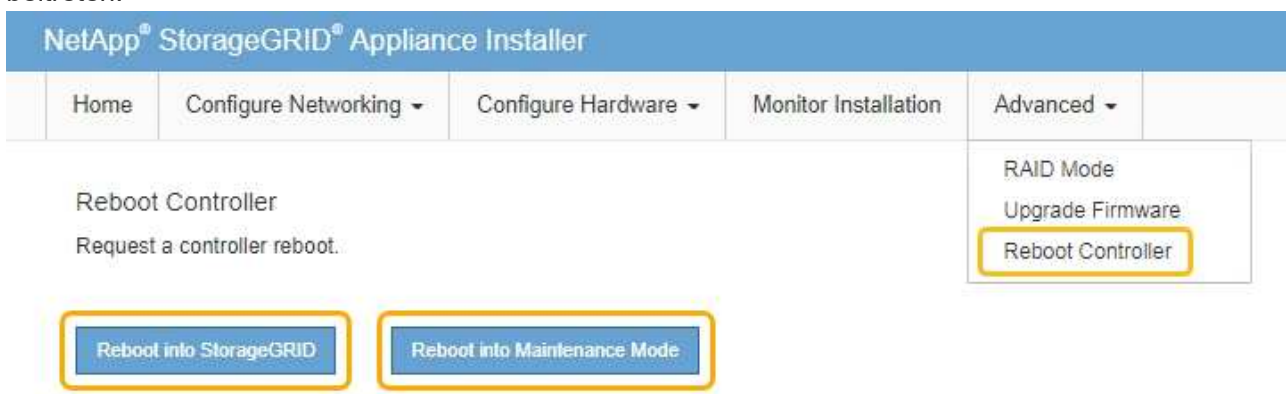 NetApp® StorageGRID® Appliance Installer
Home Configure Networking Configure Hardware Monitor Installation Advanced
RAID Mode
Upgrade Firmware
Reboot Controller
Reboot Controller
Request a controller reboot.
Reboot into StorageGRID Reboot into Maintenance Mode